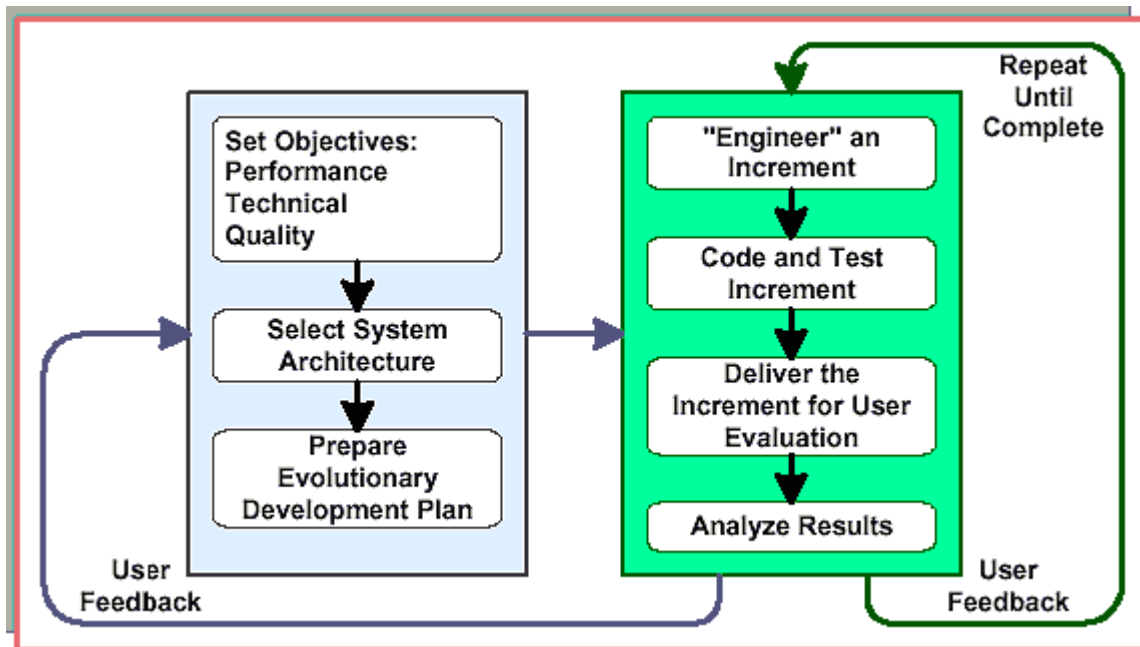 Set Objectives:
Performance
Technical
Quality
Select System
Architecture
Prepare
Evolutionary
Development Plan
User
Feedback
"Engineer" an
Increment
Code and Test
Increment
Deliver the
Increment for User
Evaluation
Analyze Results
Repeat
Until
Complete
User
Feedback